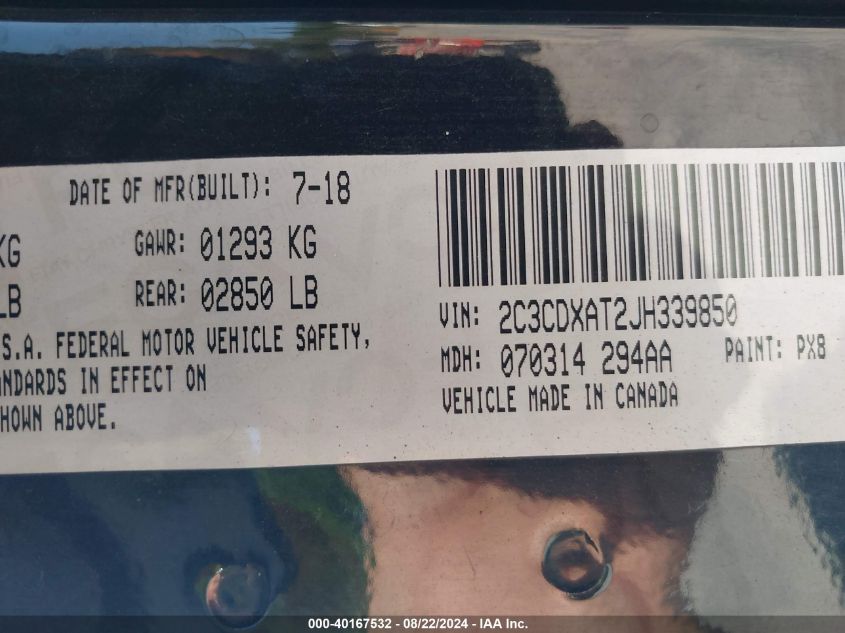 DATE OF MFR(BUILT): 7-18
KG GAWR: 01293 KG
LB REAR: 02850 LB
S.A. FEDERAL MOTOR VEHICLE SAFETY,
ANDARDS IN EFFECT ON
HOWN ABOVE.
VIN: 2C3CDXAT2JH339850
MDH: 070314 294AA PAINT: PX8
VEHICLE MADE IN CANADA
000-40167532 - 08/22/2024 - IAA Inc.